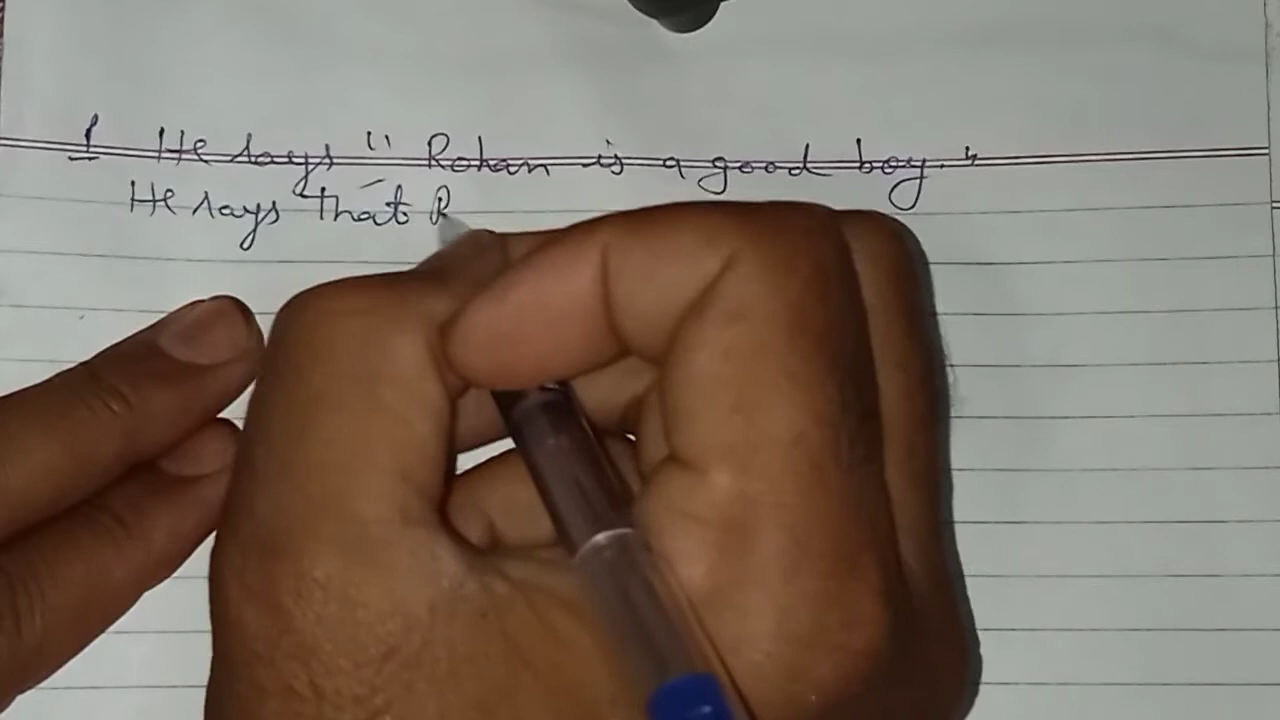 1 He says " Rohan is a good boy."
He says that R